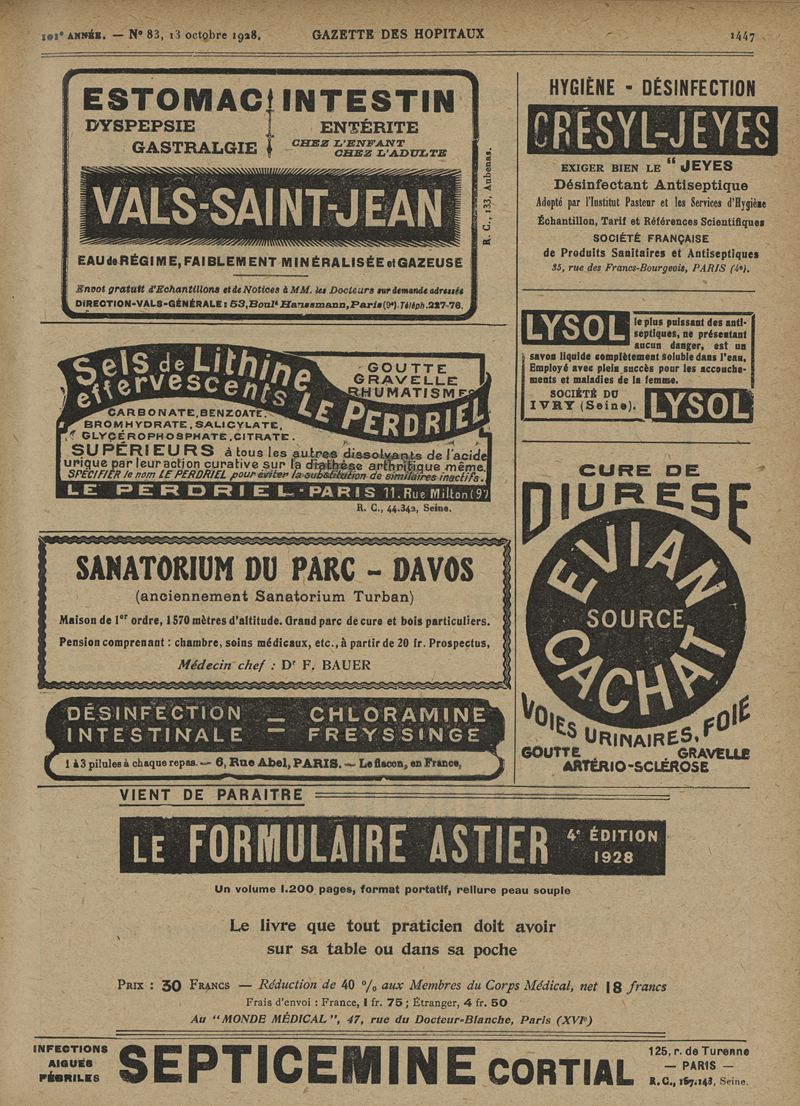 101e ANNÉE. — No 83, 13 octobre 1928. GAZETTE DES HOPITAUX 1447
ESTOMAC INTESTIN
DYSPEPSIE ENTÉRITE
GASTRALGIE CHEZ L'ENFANT
CHEZ L'ADULTE
VALS-SAINT-JEAN
EAU de RÉGIME, FAIBLEMENT MINÉRALISÉE et GAZEUSE
Envoi gratuit d'Echantillons et de Notices à MM. les Docteurs sur demande adressée
DIRECTION-VALS-GÉNÉRALE: 53, Bould Haussmann, Paris (9e). Téléph. 227-76.
R. C., 133, Aubenas.
Sels de Lithine
effervescents LE PERDRIEL
GOUTTE
GRAVELLE
RHUMATISMES
CARBONATE, BENZOATE.
BROMHYDRATE, SALICYLATE.
GLYCÉROPHOSPHATE, CITRATE.
SUPÉRIEURS à tous les autres dissolvants de l'acide
urique par leur action curative sur la diathèse arthritique même.
SPÉCIFIER le nom LE PERDRIEL pour éviter la substitution de similaires inactifs.
LE PERDRIEL-PARIS 11. Rue Milton (9e)
R. C., 44.342, Seine.
SANATORIUM DU PARC - DAVOS
(anciennement Sanatorium Turban)
Maison de 1er ordre, 1570 mètres d'altitude. Grand parc de cure et bois particuliers.
Pension comprenant : chambre, soins médicaux, etc., à partir de 20 fr. Prospectus,
Médecin chef : Dr F. BAUER
DÉSINFECTION — CHLORAMINE
INTESTINALE — FREYSSINGE
1 à 3 pilules à chaque repas. — 6, Rue Abel, PARIS. — Le flacon, en France,
HYGIÈNE - DÉSINFECTION
CRÉSYL-JEYES
EXIGER BIEN LE " JEYES
Désinfectant Antiseptique
Adopté par l'Institut Pasteur et les Services d'Hygiène
Échantillon, Tarif et Références Scientifiques
SOCIÉTÉ FRANÇAISE
de Produits Sanitaires et Antiseptiques
35, rue des Francs-Bourgeois, PARIS (4e).
LYSOL le plus puissant des anti-
septiques, ne présentant
aucun danger, est un
savon liquide complètement soluble dans l'eau.
Employé avec plein succès pour les accouche-
ments et maladies de la femme.
SOCIÉTÉ DU
IVRY (Seine). LYSOL
CURE DE
DIURESE
EVIAN
SOURCE
CACHAT
VOIES URINAIRES, FOIE
GOUTTE GRAVELLE
ARTÉRIO-SCLÉROSE
VIENT DE PARAITRE
LE FORMULAIRE ASTIER 4e ÉDITION
1928
Un volume 1.200 pages, format portatif, reliure peau souple
Le livre que tout praticien doit avoir
sur sa table ou dans sa poche
PRIX : 30 FRANCS — Réduction de 40 % aux Membres du Corps Médical, net 18 francs
Frais d'envoi : France, 1 fr. 75 ; Étranger, 4 fr. 50
Au "MONDE MÉDICAL", 47, rue du Docteur-Blanche, Paris (XVIe)
INFECTIONS
AIGUES
FÉBRILES
SEPTICEMINE CORTIAL
125, r. de Turenne
— PARIS —
R. C., 157.143, Seine.